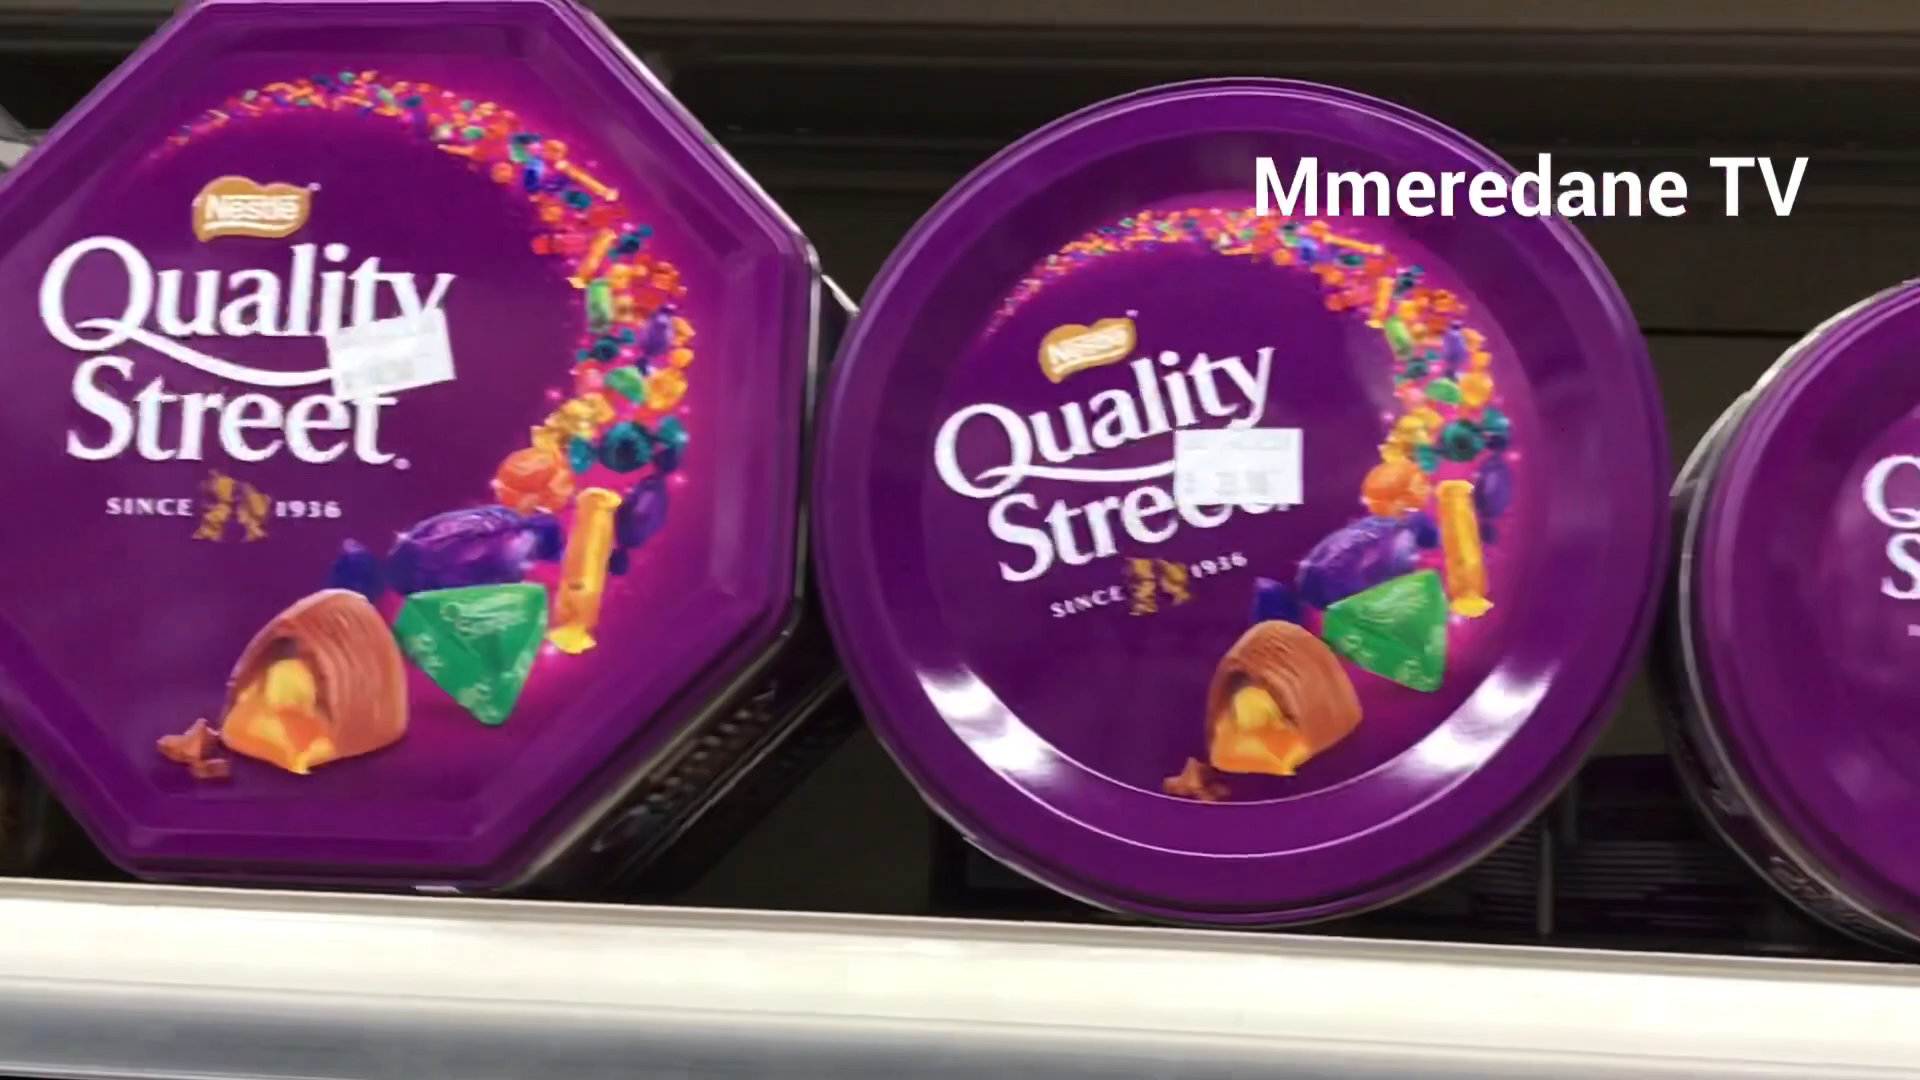 Mmeredane TV
Nestlé
Quality
Street
SINCE 1936
Nestlé
Quality
Street
SINCE 1936